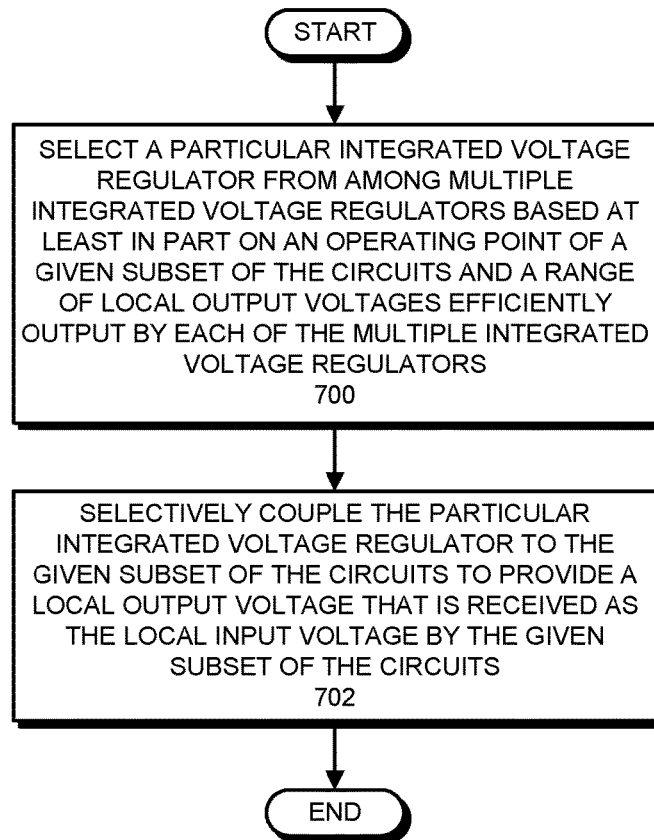 START
SELECT A PARTICULAR INTEGRATED VOLTAGE
REGULATOR FROM AMONG MULTIPLE
INTEGRATED VOLTAGE REGULATORS BASED AT
LEAST IN PART ON AN OPERATING POINT OF A
GIVEN SUBSET OF THE CIRCUITS AND A RANGE
OF LOCAL OUTPUT VOLTAGES EFFICIENTLY
OUTPUT BY EACH OF THE MULTIPLE INTEGRATED
VOLTAGE REGULATORS
700
SELECTIVELY COUPLE THE PARTICULAR
INTEGRATED VOLTAGE REGULATOR TO THE
GIVEN SUBSET OF THE CIRCUITS TO PROVIDE A
LOCAL OUTPUT VOLTAGE THAT IS RECEIVED AS
THE LOCAL INPUT VOLTAGE BY THE GIVEN
SUBSET OF THE CIRCUITS
702
END